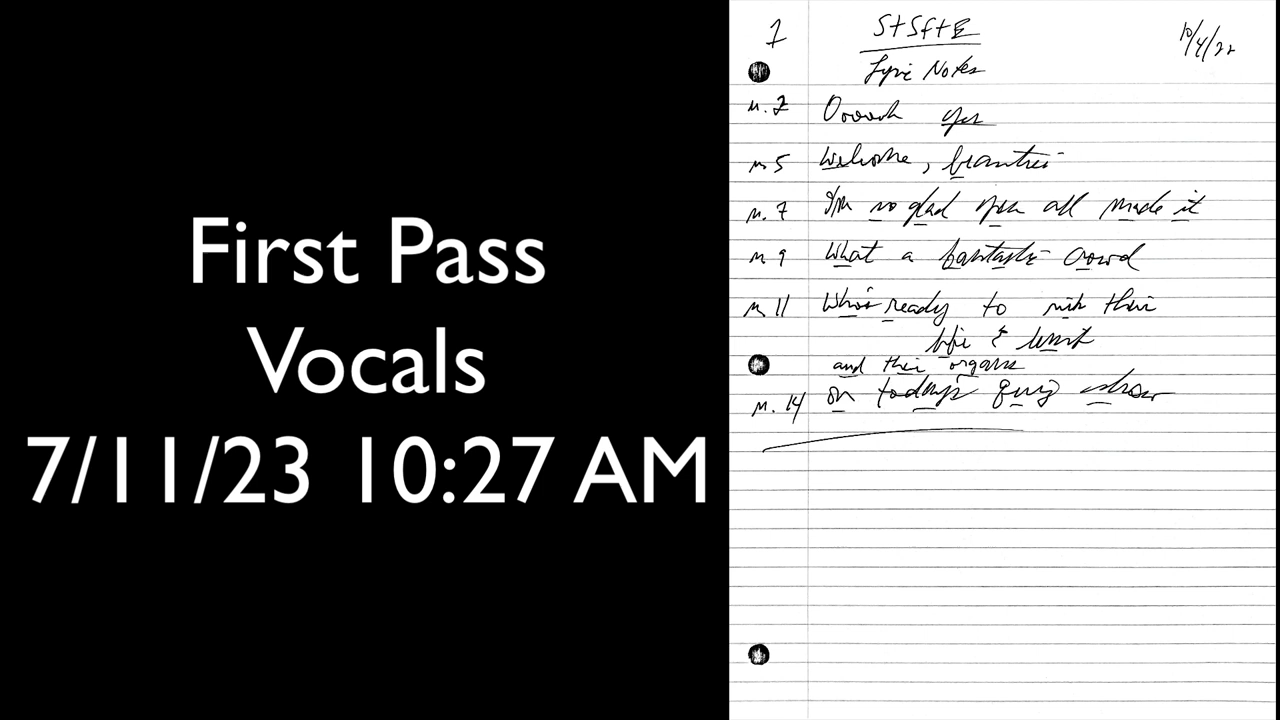 First Pass
Vocals
7/11/23 10:27 AM
1
StSftE
10/4/22
Lyric Notes
m.2 Oooooh yes
m.5 Welcome, beauties
m.7 I'm so glad you all made it
m.9 What a fantastic crowd
m.11 Who's ready to risk their
life & limb
and their organs
m.14 on today's quiz show